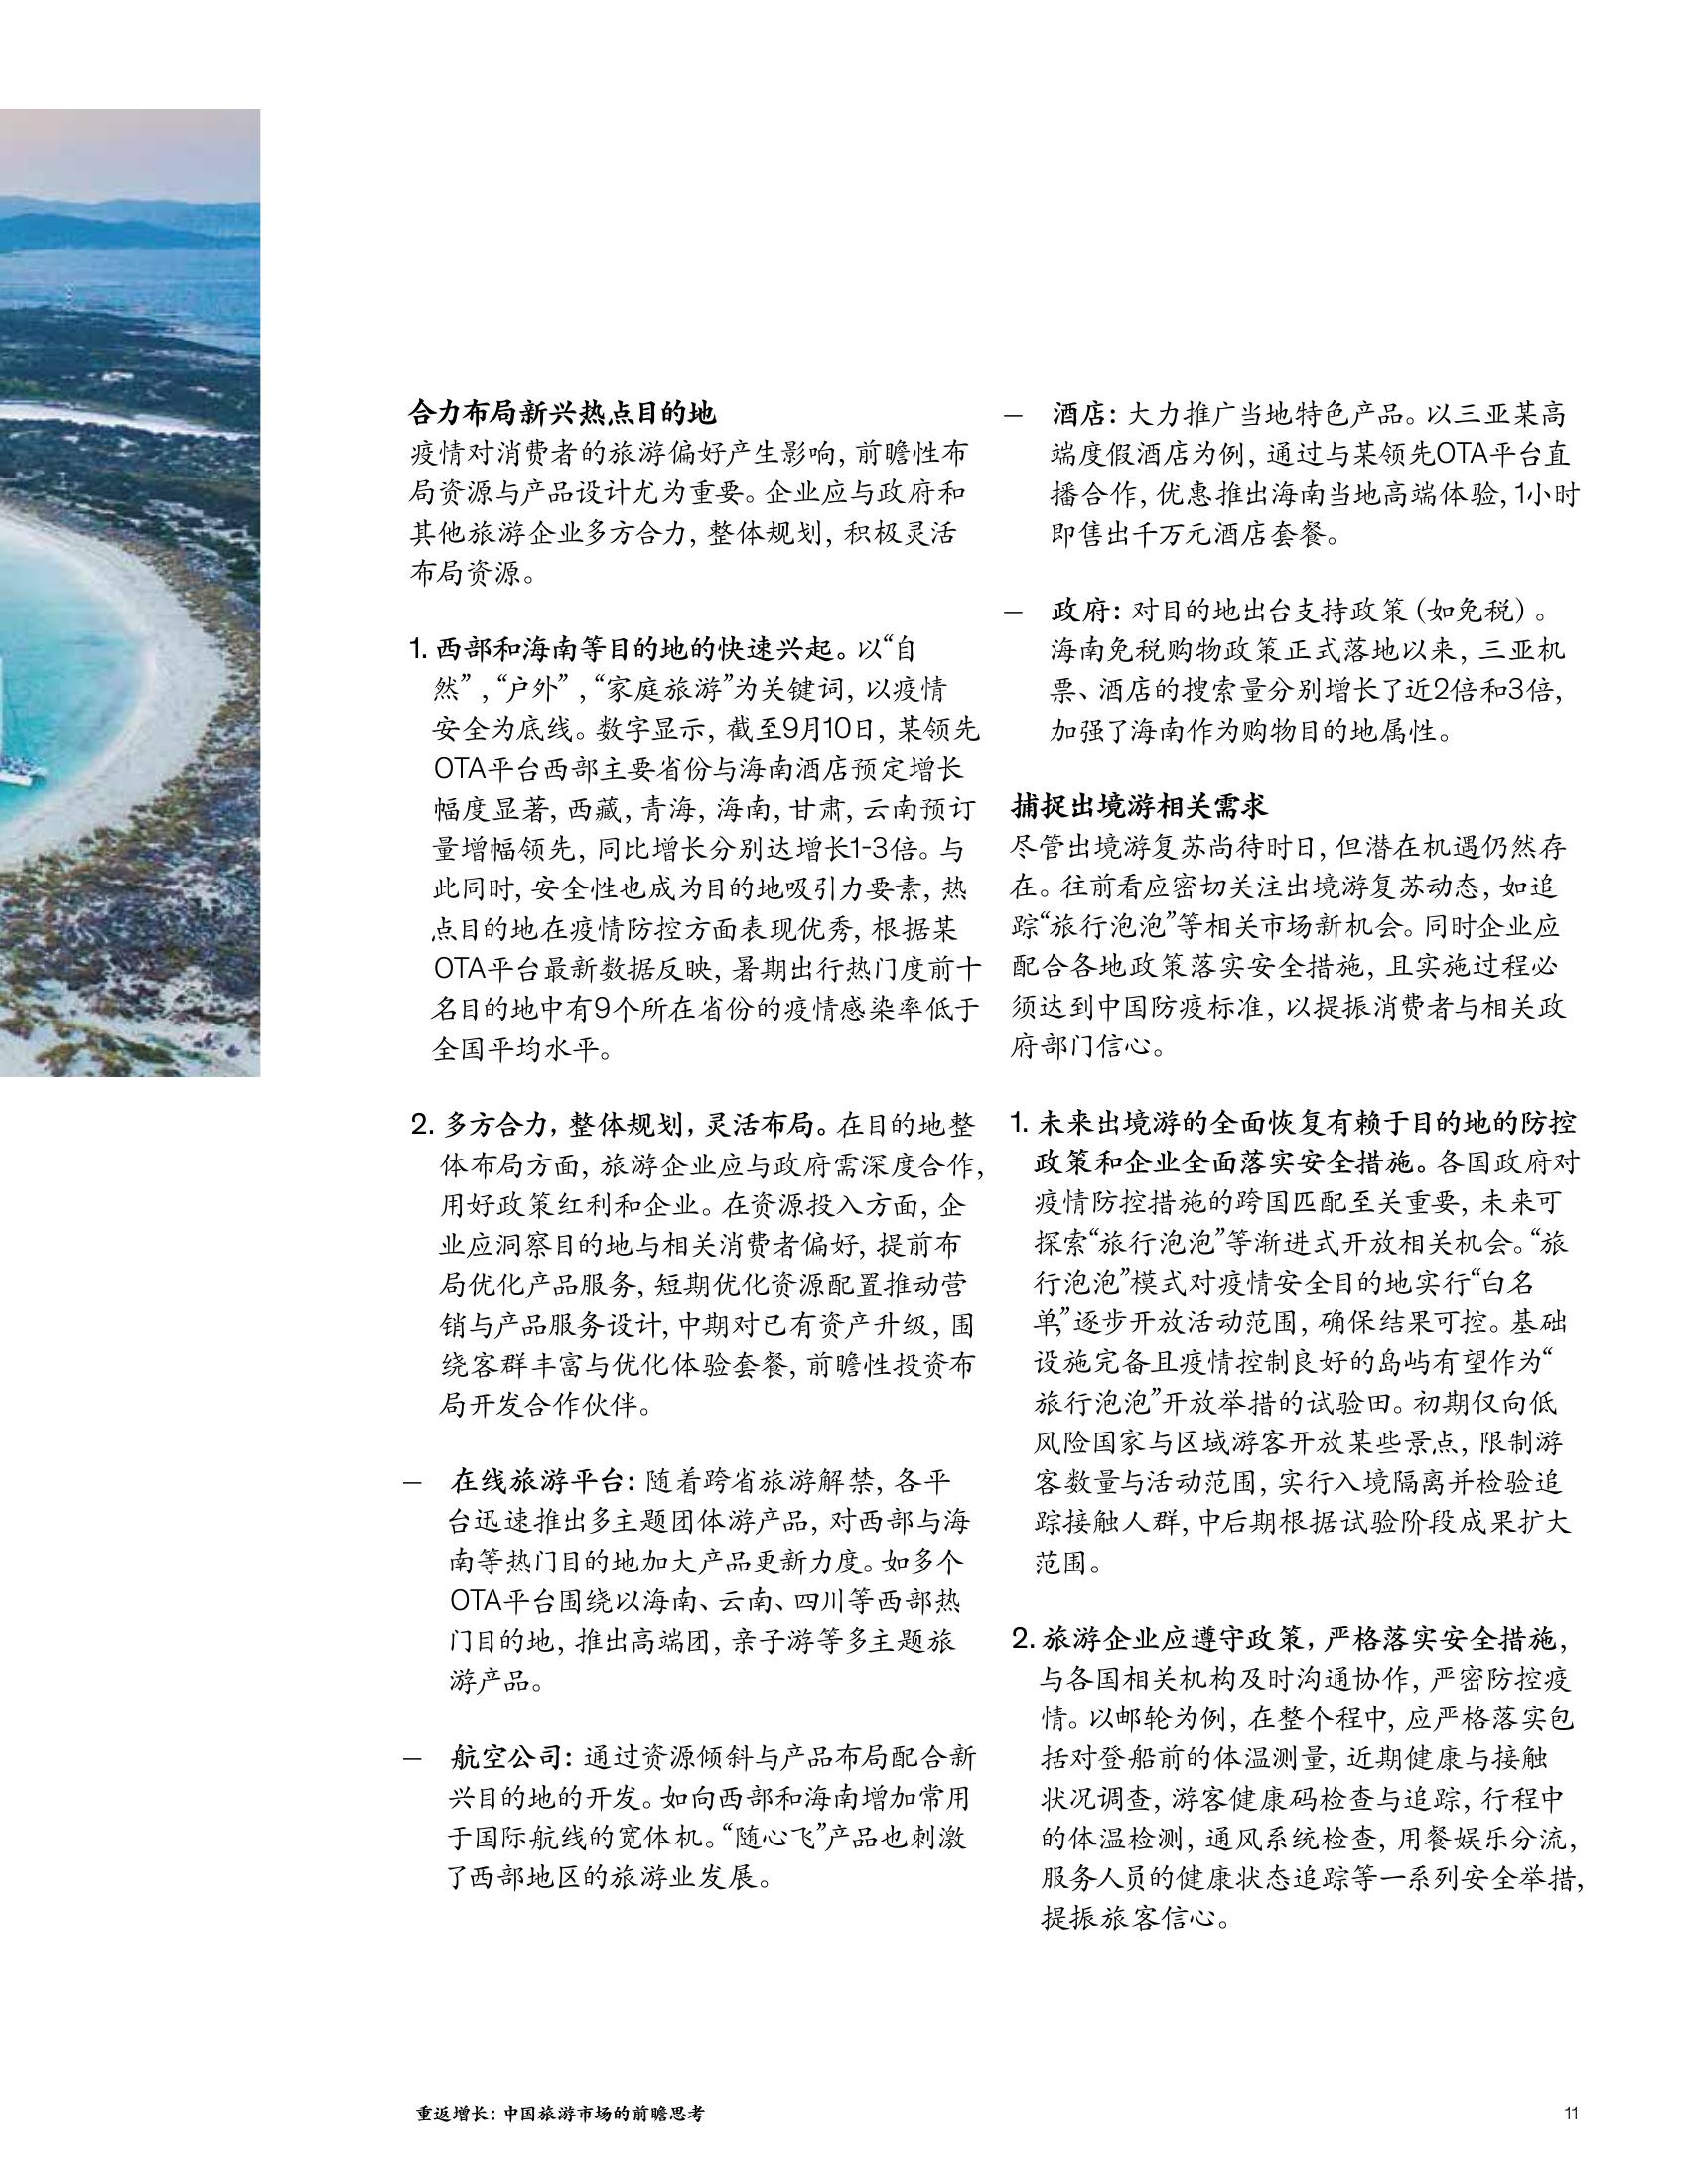 合力布局新兴热点目的地
疫情对消费者的旅游偏好产生影响，前瞻性布
局资源与产品设计尤为重要。企业应与政府和
其他旅游企业多方合力，整体规划，积极灵活
布局资源。
1. 西部和海南等目的地的快速兴起。以“自
然”，“户外”，“家庭旅游”为关键词，以疫情
安全为底线。数字显示，截至9月10日，某领先
OTA平台西部主要省份与海南酒店预定增长
幅度显著，西藏，青海，海南，甘肃，云南预订
量增幅领先，同比增长分别达增长1-3倍。与
此同时，安全性也成为目的地吸引力要素，热
点目的地在疫情防控方面表现优秀，根据某
OTA平台最新数据反映，暑期出行热门度前十
名目的地中有9个所在省份的疫情感染率低于
全国平均水平。
2. 多方合力，整体规划，灵活布局。在目的地整
体布局方面，旅游企业应与政府需深度合作，
用好政策红利和企业。在资源投入方面，企
业应洞察目的地与相关消费者偏好，提前布
局优化产品服务，短期优化资源配置推动营
销与产品服务设计，中期对已有资产升级，围
绕客群丰富与优化体验套餐，前瞻性投资布
局开发合作伙伴。
— 在线旅游平台：随着跨省旅游解禁，各平
台迅速推出多主题团体游产品，对西部与海
南等热门目的地加大产品更新力度。如多个
OTA平台围绕以海南、云南、四川等西部热
门目的地，推出高端团，亲子游等多主题旅
游产品。
— 航空公司：通过资源倾斜与产品布局配合新
兴目的地的开发。如向西部和海南增加常用
于国际航线的宽体机。“随心飞”产品也刺激
了西部地区的旅游业发展。
— 酒店：大力推广当地特色产品。以三亚某高
端度假酒店为例，通过与某领先OTA平台直
播合作，优惠推出海南当地高端体验，1小时
即售出千万元酒店套餐。
— 政府：对目的地出台支持政策（如免税）。
海南免税购物政策正式落地以来，三亚机
票、酒店的搜索量分别增长了近2倍和3倍，
加强了海南作为购物目的地属性。
捕捉出境游相关需求
尽管出境游复苏尚待时日，但潜在机遇仍然存
在。往前看应密切关注出境游复苏动态，如追
踪“旅行泡泡”等相关市场新机会。同时企业应
配合各地政策落实安全措施，且实施过程必
须达到中国防疫标准，以提振消费者与相关政
府部门信心。
1. 未来出境游的全面恢复有赖于目的地的防控
政策和企业全面落实安全措施。各国政府对
疫情防控措施的跨国匹配至关重要，未来可
探索“旅行泡泡”等渐进式开放相关机会。“旅
行泡泡”模式对疫情安全目的地实行“白名
单”逐步开放活动范围，确保结果可控。基础
设施完备且疫情控制良好的岛屿有望作为“
旅行泡泡”开放举措的试验田。初期仅向低
风险国家与区域游客开放某些景点，限制游
客数量与活动范围，实行入境隔离并检验追
踪接触人群，中后期根据试验阶段成果扩大
范围。
2. 旅游企业应遵守政策，严格落实安全措施，
与各国相关机构及时沟通协作，严密防控疫
情。以邮轮为例，在整个程中，应严格落实包
括对登船前的体温测量，近期健康与接触
状况调查，游客健康码检查与追踪，行程中
的体温检测，通风系统检查，用餐娱乐分流，
服务人员的健康状态追踪等一系列安全举措，
提振旅客信心。
重返增长：中国旅游市场的前瞻思考
11